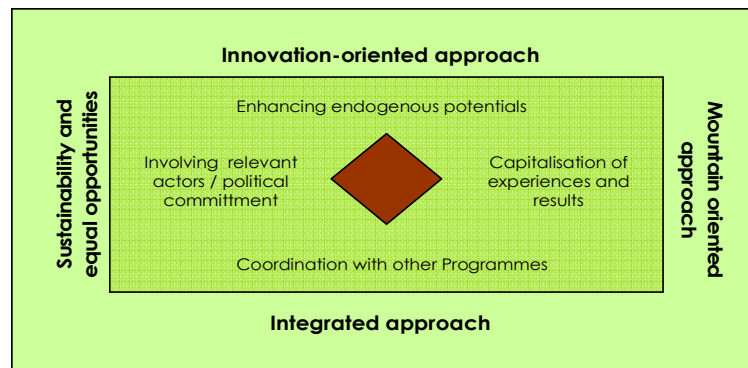 Innovation-oriented approach
Sustainability and
equal opportunities
Enhancing endogenous potentials
Involving relevant
actors / political
committment
Capitalisation of
experiences and
results
Coordination with other Programmes
Mountain oriented
approach
Integrated approach